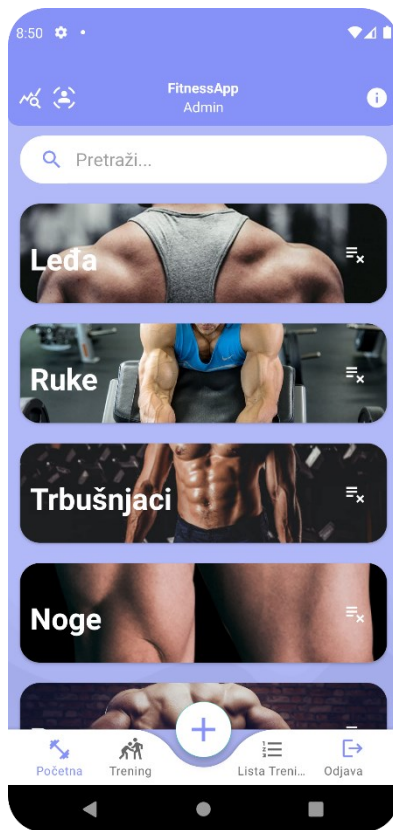 8:50
FitnessApp
Admin
Pretraži...
Leđa
Ruke
Trbušnjaci
Noge
Početna
Trening
Lista Treni...
Odjava